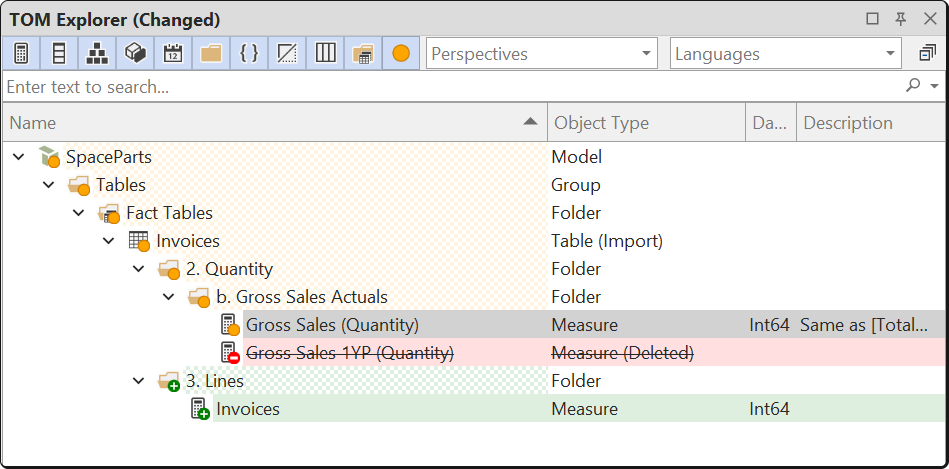 TOM Explorer (Changed)
12 { } Perspectives Languages
Enter text to search...
Name Object Type Da... Description
SpaceParts Model
Tables Group
Fact Tables Folder
Invoices Table (Import)
2. Quantity Folder
b. Gross Sales Actuals Folder
Gross Sales (Quantity) Measure Int64 Same as [Total...
Gross Sales 1YP (Quantity) Measure (Deleted)
3. Lines Folder
Invoices Measure Int64